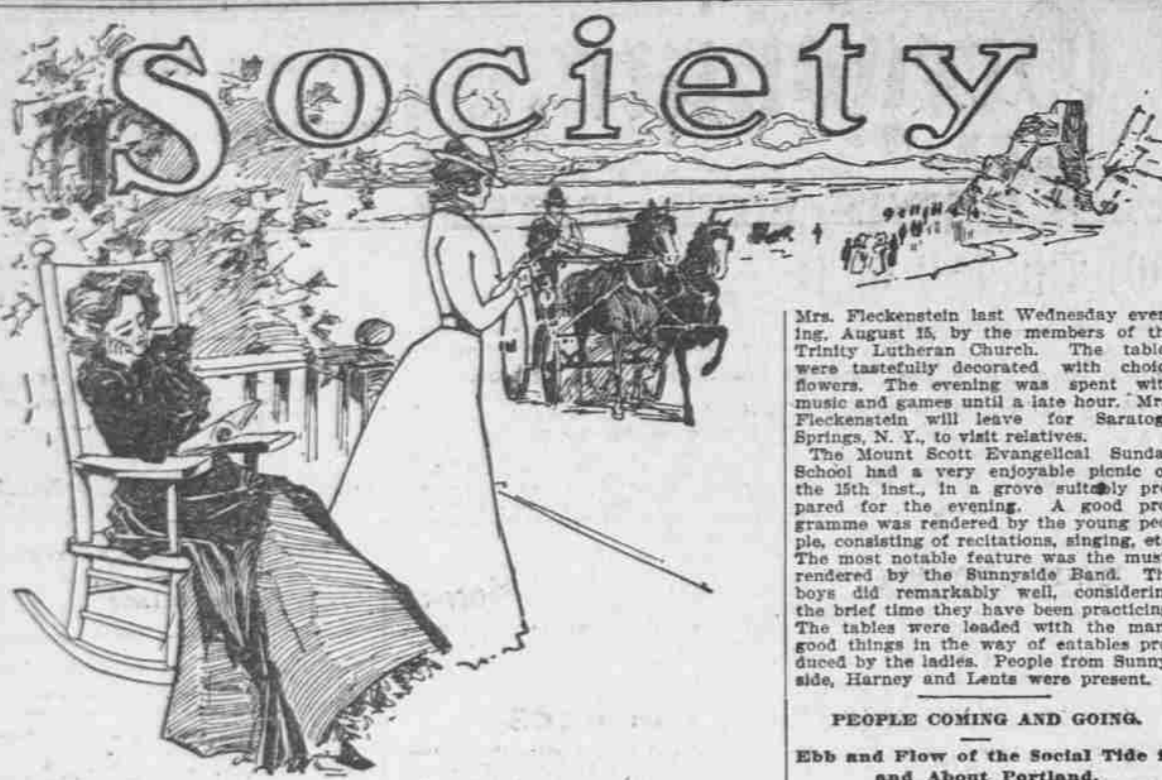 Society
Mrs. Fleckenstein last Wednesday even
ing, August 15, by the members of th
Trinity Lutheran Church. The table
were tastefully decorated with choic
flowers. The evening was spent wit
music and games until a late hour. Mr
Fleckenstein will leave for Saratog
Springs, N. Y., to visit relatives.
The Mount Scott Evangelical Sunda
School had a very enjoyable picnic o
the 15th inst., in a grove suitably pre
pared for the evening. A good pro
gramme was rendered by the young peo
ple, consisting of recitations, singing, et
The most notable feature was the musi
rendered by the Sunnyside Band. Th
boys did remarkably well, considerin
the brief time they have been practicing
The tables were loaded with the man
good things in the way of eatables pro
duced by the ladies. People from Sunny
side, Harney and Lents were present.
PEOPLE COMING AND GOING.
Ebb and Flow of the Social Tide i
and About Portland